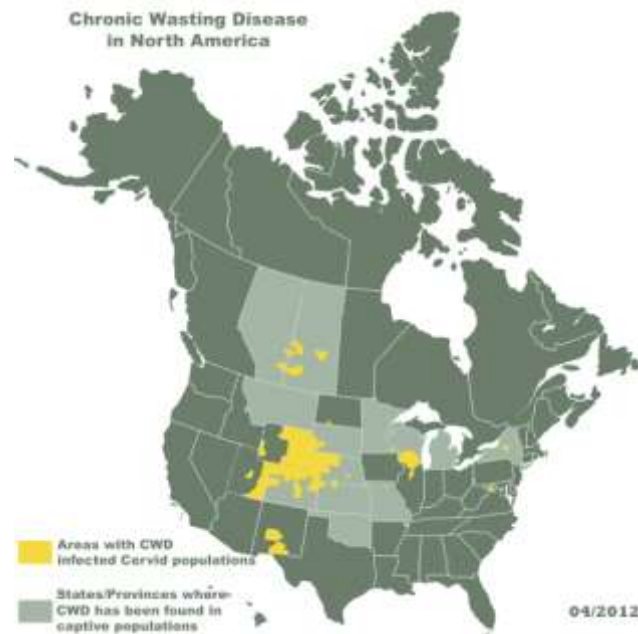 Chronic Wasting Disease
in North America
Areas with CWD
infected Cervid populations
States/Provinces where
CWD has been found in
captive populations
04/2012